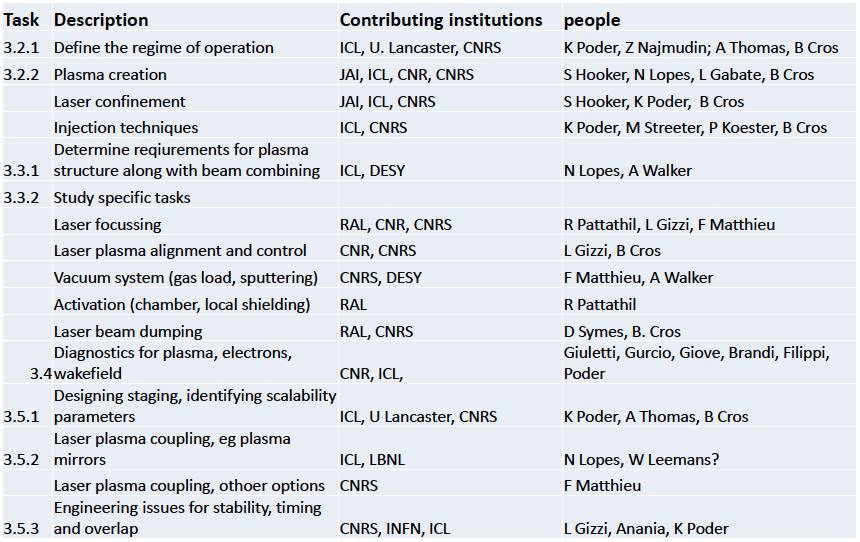 Task Description Contributing institutions people
3.2.1 Define the regime of operation ICL, U. Lancaster, CNRS K Poder, Z Najmudin; A Thomas, B Cros
3.2.2 Plasma creation JAI, ICL, CNR, CNRS S Hooker, N Lopes, L Gabate, B Cros
Laser confinement JAI, ICL, CNRS S Hooker, K Poder, B Cros
Injection techniques ICL, CNRS K Poder, M Streeter, P Koester, B Cros
Determine reqiurements for plasma
3.3.1 structure along with beam combining ICL, DESY N Lopes, A Walker
3.3.2 Study specific tasks
Laser focussing RAL, CNR, CNRS R Pattathil, L Gizzi, F Matthieu
Laser plasma alignment and control CNR, CNRS L Gizzi, B Cros
Vacuum system (gas load, sputtering) CNRS, DESY F Matthieu, A Walker
Activation (chamber, local shielding) RAL R Pattathil
Laser beam dumping RAL, CNRS D Symes, B. Cros
Diagnostics for plasma, electrons, Giuletti, Gurcio, Giove, Brandi, Filippi,
3.4 wakefield CNR, ICL, Poder
Designing staging, identifying scalability
3.5.1 parameters ICL, U Lancaster, CNRS K Poder, A Thomas, B Cros
Laser plasma coupling, eg plasma
3.5.2 mirrors ICL, LBNL N Lopes, W Leemans?
Laser plasma coupling, othoer options CNRS F Matthieu
Engineering issues for stability, timing
3.5.3 and overlap CNRS, INFN, ICL L Gizzi, Anania, K Poder